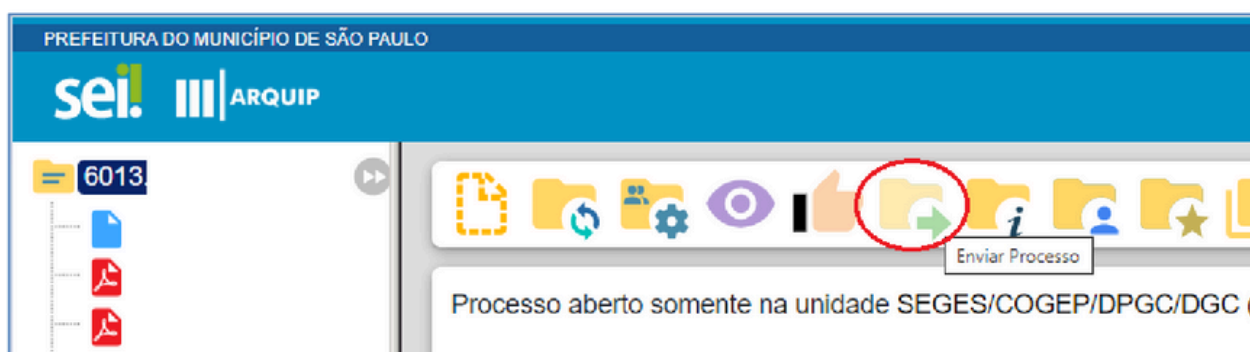 PREFEITURA DO MUNICÍPIO DE SÃO PAULO
sei! ARQUIP
6013.
Enviar Processo
Processo aberto somente na unidade SEGES/COGEP/DPGC/DGC (